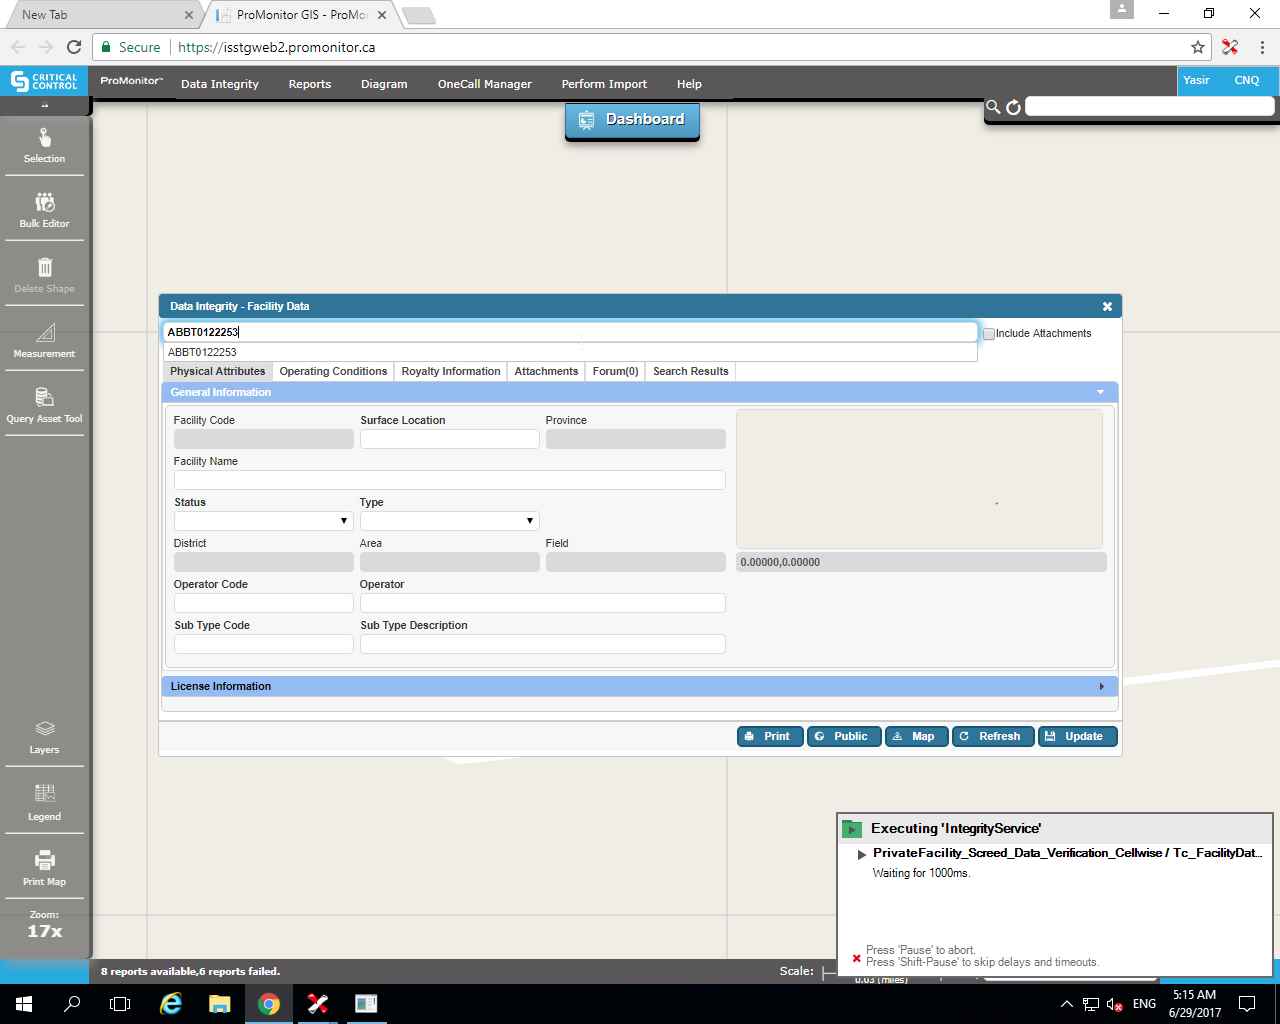 New Tab
ProMonitor GIS - ProMo
Secure
https://isstgweb2.promonitor.ca
CRITICAL CONTROL
ProMonitor™
Data Integrity
Reports
Diagram
OneCall Manager
Perform Import
Help
Yasir
CNQ
Dashboard
Selection
Bulk Editor
Delete Shape
Measurement
Query Asset Tool
Layers
Legend
Print Map
Zoom:
17x
Data Integrity - Facility Data
ABBT0122253
Include Attachments
ABBT0122253
Physical Attributes
Operating Conditions
Royalty Information
Attachments
Forum(0)
Search Results
General Information
Facility Code
Surface Location
Province
Facility Name
Status
Type
District
Area
Field
0.00000,0.00000
Operator Code
Operator
Sub Type Code
Sub Type Description
License Information
Print
Public
Map
Refresh
Update
Executing 'IntegrityService'
PrivateFacility_Screed_Data_Verification_Cellwise / Tc_FacilityDat...
Waiting for 1000ms.
Press 'Pause' to abort.
Press 'Shift-Pause' to skip delays and timeouts.
8 reports available,6 reports failed.
Scale:
0.03 (miles)
ENG
5:15 AM
6/29/2017